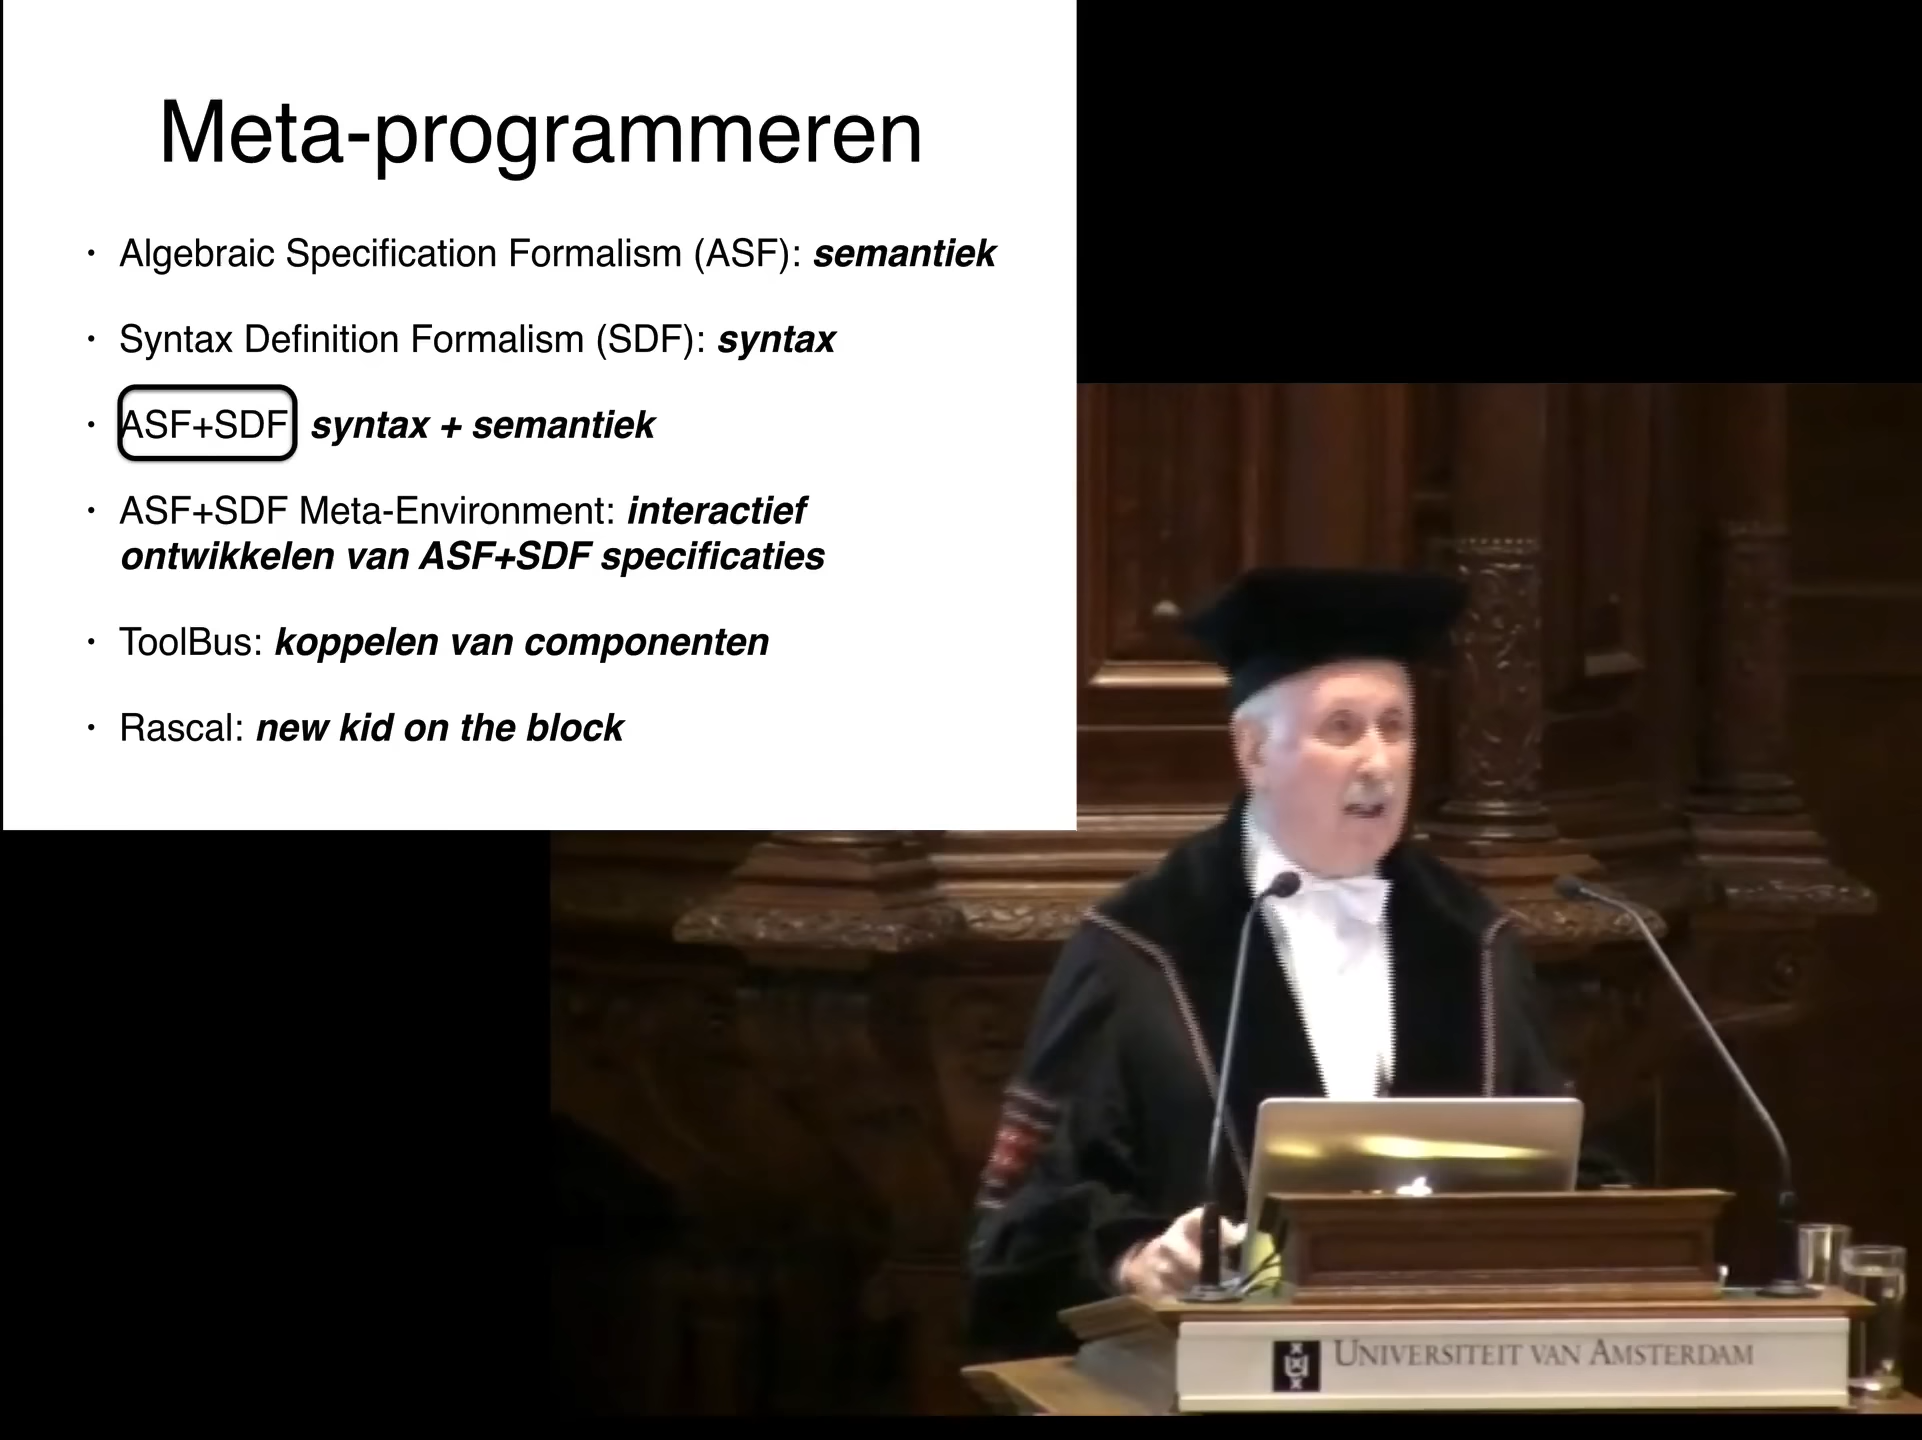 Meta-programmeren
• Algebraic Specification Formalism (ASF): semantiek
• Syntax Definition Formalism (SDF): syntax
• ASF+SDF syntax + semantiek
• ASF+SDF Meta-Environment: interactief
ontwikkelen van ASF+SDF specificaties
• ToolBus: koppelen van componenten
• Rascal: new kid on the block
UNIVERSITEIT VAN AMSTERDAM